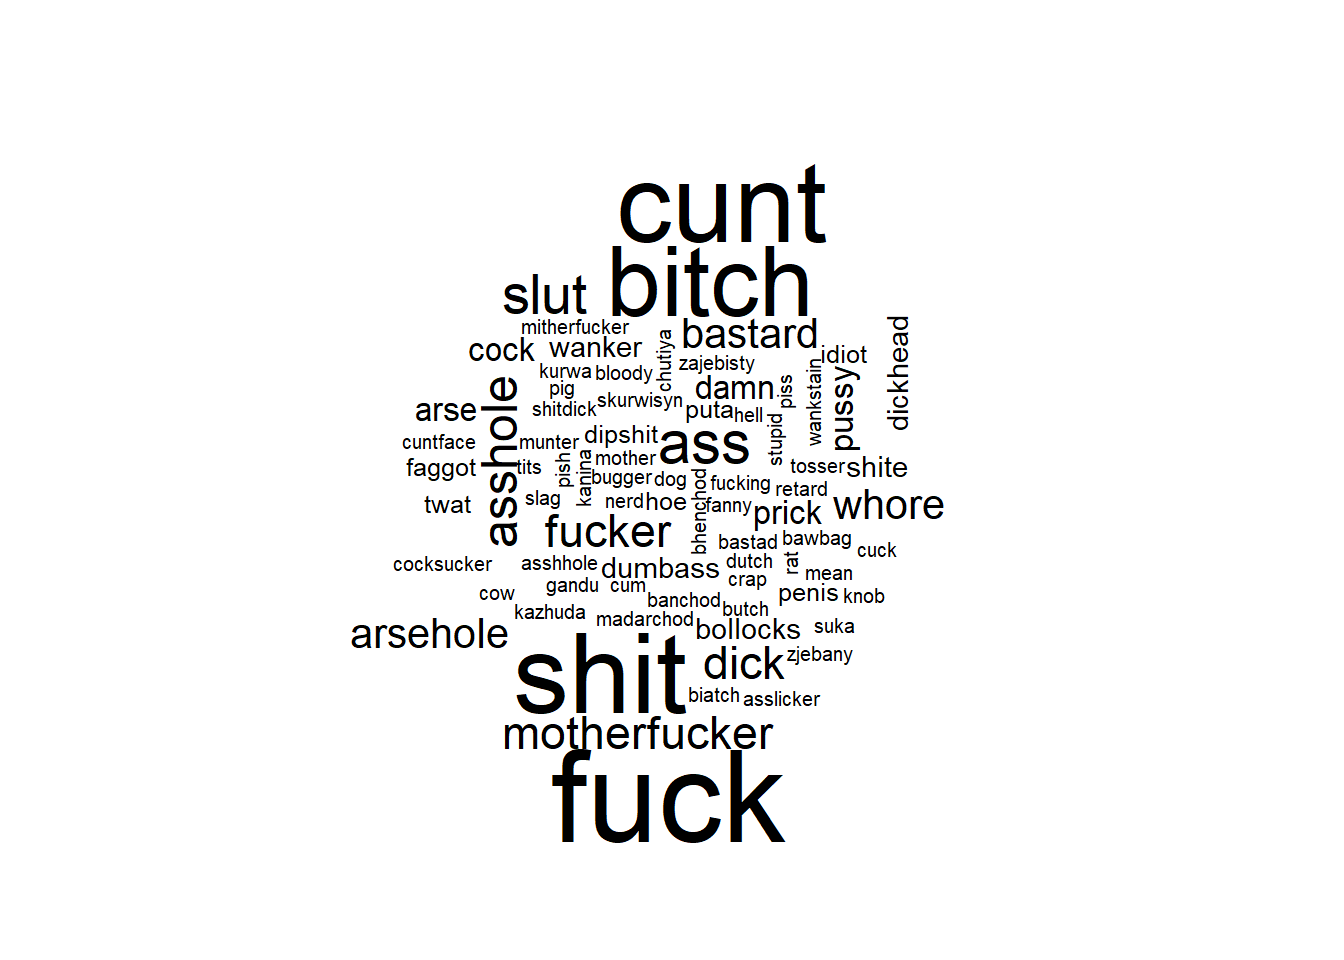 cunt
bitch
slut
mitherfucker
bastard
cock
wanker
chutiya
zajebisty
idiot
dickhead
kurwa
bloody
pig
damn
piss
wankstain
pussy
arse
asshole
shitdick
skurwisyn
puta
hell
cuntface
munter
dipshit
ass
stupid
faggot
tits
pish
kanina
mother
tosser
shite
bugger
dog
bhenchod
fucking
retard
twat
slag
nerd
hoe
fanny
prick
whore
fucker
bastad
bawbag
cuck
cocksucker
asshhole
dumbass
dutch
rat
crap
mean
cow
gandu
cum
banchod
butch
penis
knob
kazhuda
madarchod
arsehole
bollocks
suka
shit
dick
zjebany
biatch
asslicker
motherfucker
fuck